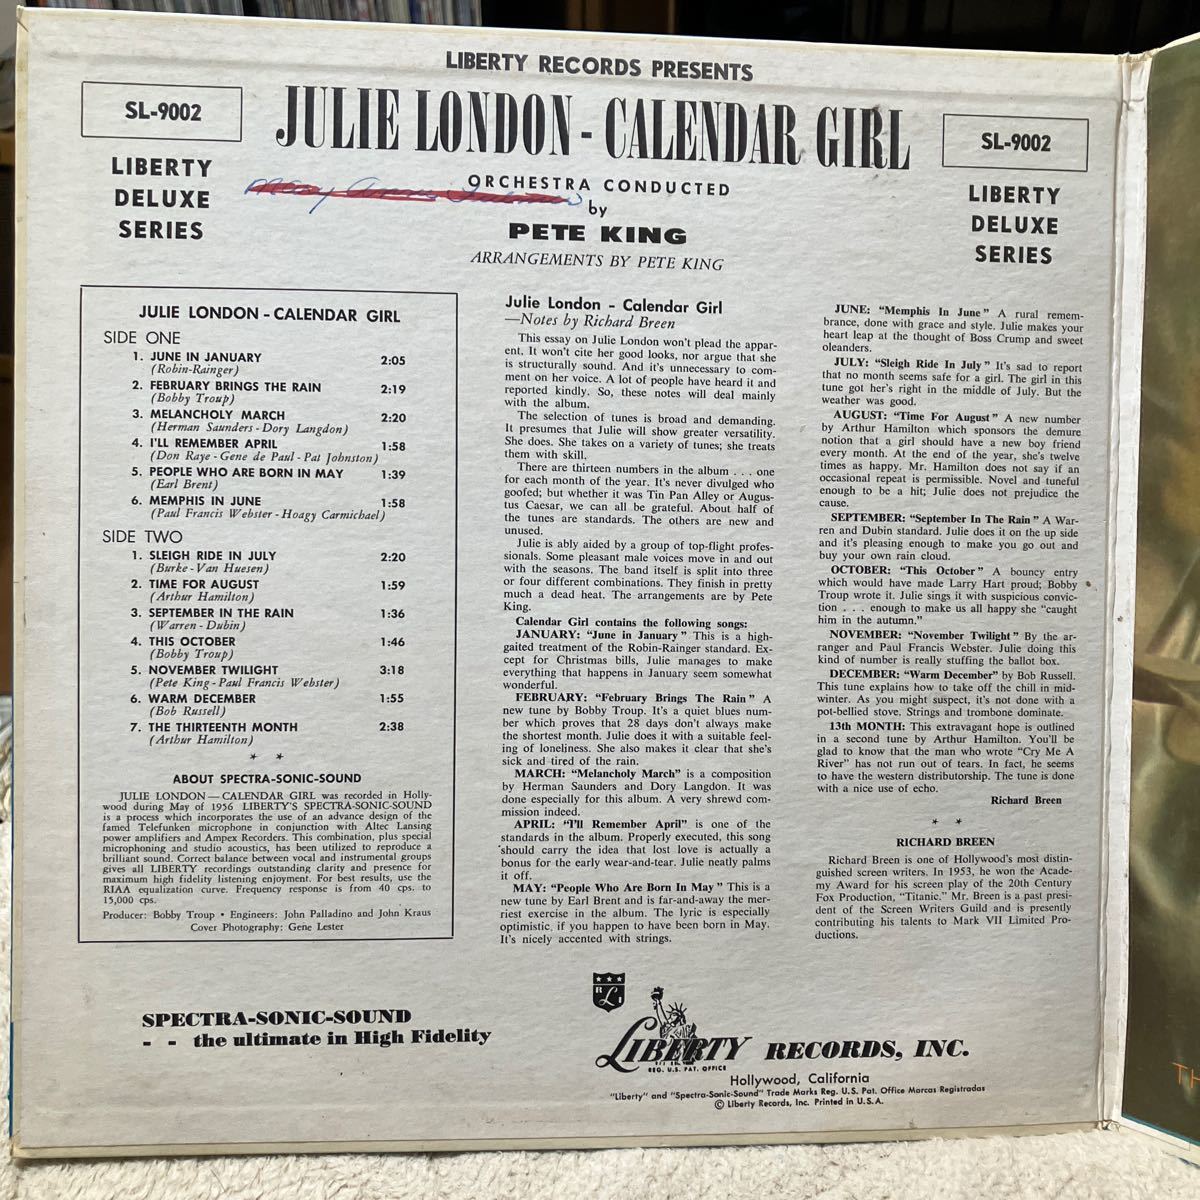 LIBERTY RECORDS PRESENTS
SL-9002
JULIE LONDON - CALENDAR GIRL
SL-9002
LIBERTY
DELUXE
SERIES
ORCHESTRA CONDUCTED
by
PETE KING
ARRANGEMENTS BY PETE KING
LIBERTY
DELUXE
SERIES
JULIE LONDON - CALENDAR GIRL
SIDE ONE
1. JUNE IN JANUARY 2:05
(Robin-Rainger)
2. FEBRUARY BRINGS THE RAIN 2:19
(Bobby Troup)
3. MELANCHOLY MARCH 2:20
(Herman Saunders - Dory Langdon)
4. I'LL REMEMBER APRIL 1:58
(Don Raye - Gene de Paul - Pat Johnston)
5. PEOPLE WHO ARE BORN IN MAY 1:39
(Earl Brent)
6. MEMPHIS IN JUNE 1:58
(Paul Francis Webster - Hoagy Carmichael)
SIDE TWO
1. SLEIGH RIDE IN JULY 2:20
(Burke - Van Huesen)
2. TIME FOR AUGUST 1:59
(Arthur Hamilton)
3. SEPTEMBER IN THE RAIN 1:36
(Warren - Dubin)
4. THIS OCTOBER 1:46
(Bobby Troup)
5. NOVEMBER TWILIGHT 3:18
(Pete King - Paul Francis Webster)
6. WARM DECEMBER 1:55
(Bob Russell)
7. THE THIRTEENTH MONTH 2:38
(Arthur Hamilton)
* *
ABOUT SPECTRA-SONIC-SOUND
JULIE LONDON — CALENDAR GIRL was recorded in Holly-
wood during May of 1956 LIBERTY'S SPECTRA-SONIC-SOUND
is a process which incorporates the use of an advance design of the
famed Telefunken microphone in conjunction with Altec Lansing
power amplifiers and Ampex Recorders. This combination, plus special
microphoning and studio acoustics, has been utilized to reproduce a
brilliant sound. Correct balance between vocal and instrumental groups
gives all LIBERTY recordings outstanding clarity and presence for
maximum high fidelity listening enjoyment. For best results, use the
RIAA equalization curve. Frequency response is from 40 cps. to
15,000 cps.
Producer: Bobby Troup • Engineers: John Palladino and John Kraus
Cover Photography: Gene Lester
Julie London - Calendar Girl
—Notes by Richard Breen
This essay on Julie London won't plead the appar-
ent. It won't cite her good looks, nor argue that she
is structurally sound. And it's unnecessary to com-
ment on her voice. A lot of people have heard it and
reported kindly. So, these notes will deal mainly
with the album.
The selection of tunes is broad and demanding.
It presumes that Julie will show greater versatility.
She does. She takes on a variety of tunes; she treats
them with skill.
There are thirteen numbers in the album . . . one
for each month of the year. It's never divulged who
goofed; but whether it was Tin Pan Alley or Augus-
tus Caesar, we can all be grateful. About half of
the tunes are standards. The others are new and
unused.
Julie is ably aided by a group of top-flight profes-
sionals. Some pleasant male voices move in and out
with the seasons. The band itself is split into three
or four different combinations. They finish in pretty
much a dead heat. The arrangements are by Pete
King.
Calendar Girl contains the following songs:
JANUARY: "June in January" This is a high-
gaited treatment of the Robin-Rainger standard. Ex-
cept for Christmas bills, Julie manages to make
everything that happens in January seem somewhat
wonderful.
FEBRUARY: "February Brings The Rain" A
new tune by Bobby Troup. It's a quiet blues num-
ber which proves that 28 days don't always make
the shortest month. Julie does it with a suitable feel-
ing of loneliness. She also makes it clear that she's
sick and tired of the rain.
MARCH: "Melancholy March" is a composition
by Herman Saunders and Dory Langdon. It was
done especially for this album. A very shrewd com-
mission indeed.
APRIL: "I'll Remember April" is one of the
standards in the album. Properly executed, this song
should carry the idea that lost love is actually a
bonus for the early wear-and-tear. Julie neatly palms
it off.
MAY: "People Who Are Born In May" This is a
new tune by Earl Brent and is far-and-away the mer-
riest exercise in the album. The lyric is especially
optimistic, if you happen to have been born in May.
It's nicely accented with strings.
JUNE: "Memphis In June" A rural remem-
brance, done with grace and style. Julie makes your
heart leap at the thought of Boss Crump and sweet
oleanders.
JULY: "Sleigh Ride In July" It's sad to report
that no month seems safe for a girl. The girl in this
tune got her's right in the middle of July. But the
weather was good.
AUGUST: "Time For August" A new number
by Arthur Hamilton which sponsors the demure
notion that a girl should have a new boy friend
every month. At the end of the year, she's twelve
times as happy. Mr. Hamilton does not say if an
occasional repeat is permissible. Novel and tuneful
enough to be a hit; Julie does not prejudice the
cause.
SEPTEMBER: "September In The Rain" A War-
ren and Dubin standard. Julie does it on the up side
and it's pleasing enough to make you go out and
buy your own rain cloud.
OCTOBER: "This October" A bouncy entry
which would have made Larry Hart proud; Bobby
Troup wrote it. Julie sings it with suspicious convic-
tion . . . enough to make us all happy she "caught
him in the autumn."
NOVEMBER: "November Twilight" By the ar-
ranger and Paul Francis Webster. Julie doing this
kind of number is really stuffing the ballot box.
DECEMBER: "Warm December" by Bob Russell.
This tune explains how to take off the chill in mid-
winter. As you might suspect, it's not done with a
pot-bellied stove. Strings and trombone dominate.
13th MONTH: This extravagant hope is outlined
in a second tune by Arthur Hamilton. You'll be
glad to know that the man who wrote "Cry Me A
River" has not run out of tears. In fact, he seems
to have the western distributorship. The tune is done
with a nice use of echo.
Richard Breen
* *
RICHARD BREEN
Richard Breen is one of Hollywood's most distin-
guished screen writers. In 1953, he won the Acade-
my Award for his screen play of the 20th Century
Fox Production, "Titanic." Mr. Breen is a past presi-
dent of the Screen Writers Guild and is presently
contributing his talents to Mark VII Limited Pro-
ductions.
SPECTRA-SONIC-SOUND
- - the ultimate in High Fidelity
R L I
LIBERTY RECORDS, INC.
REG. U.S. PAT. OFFICE
Hollywood, California
"Liberty" and "Spectra-Sonic-Sound" Trade Marks Reg. U.S. Pat. Office Marcas Registradas
© Liberty Records, Inc. Printed in U.S.A.
TH